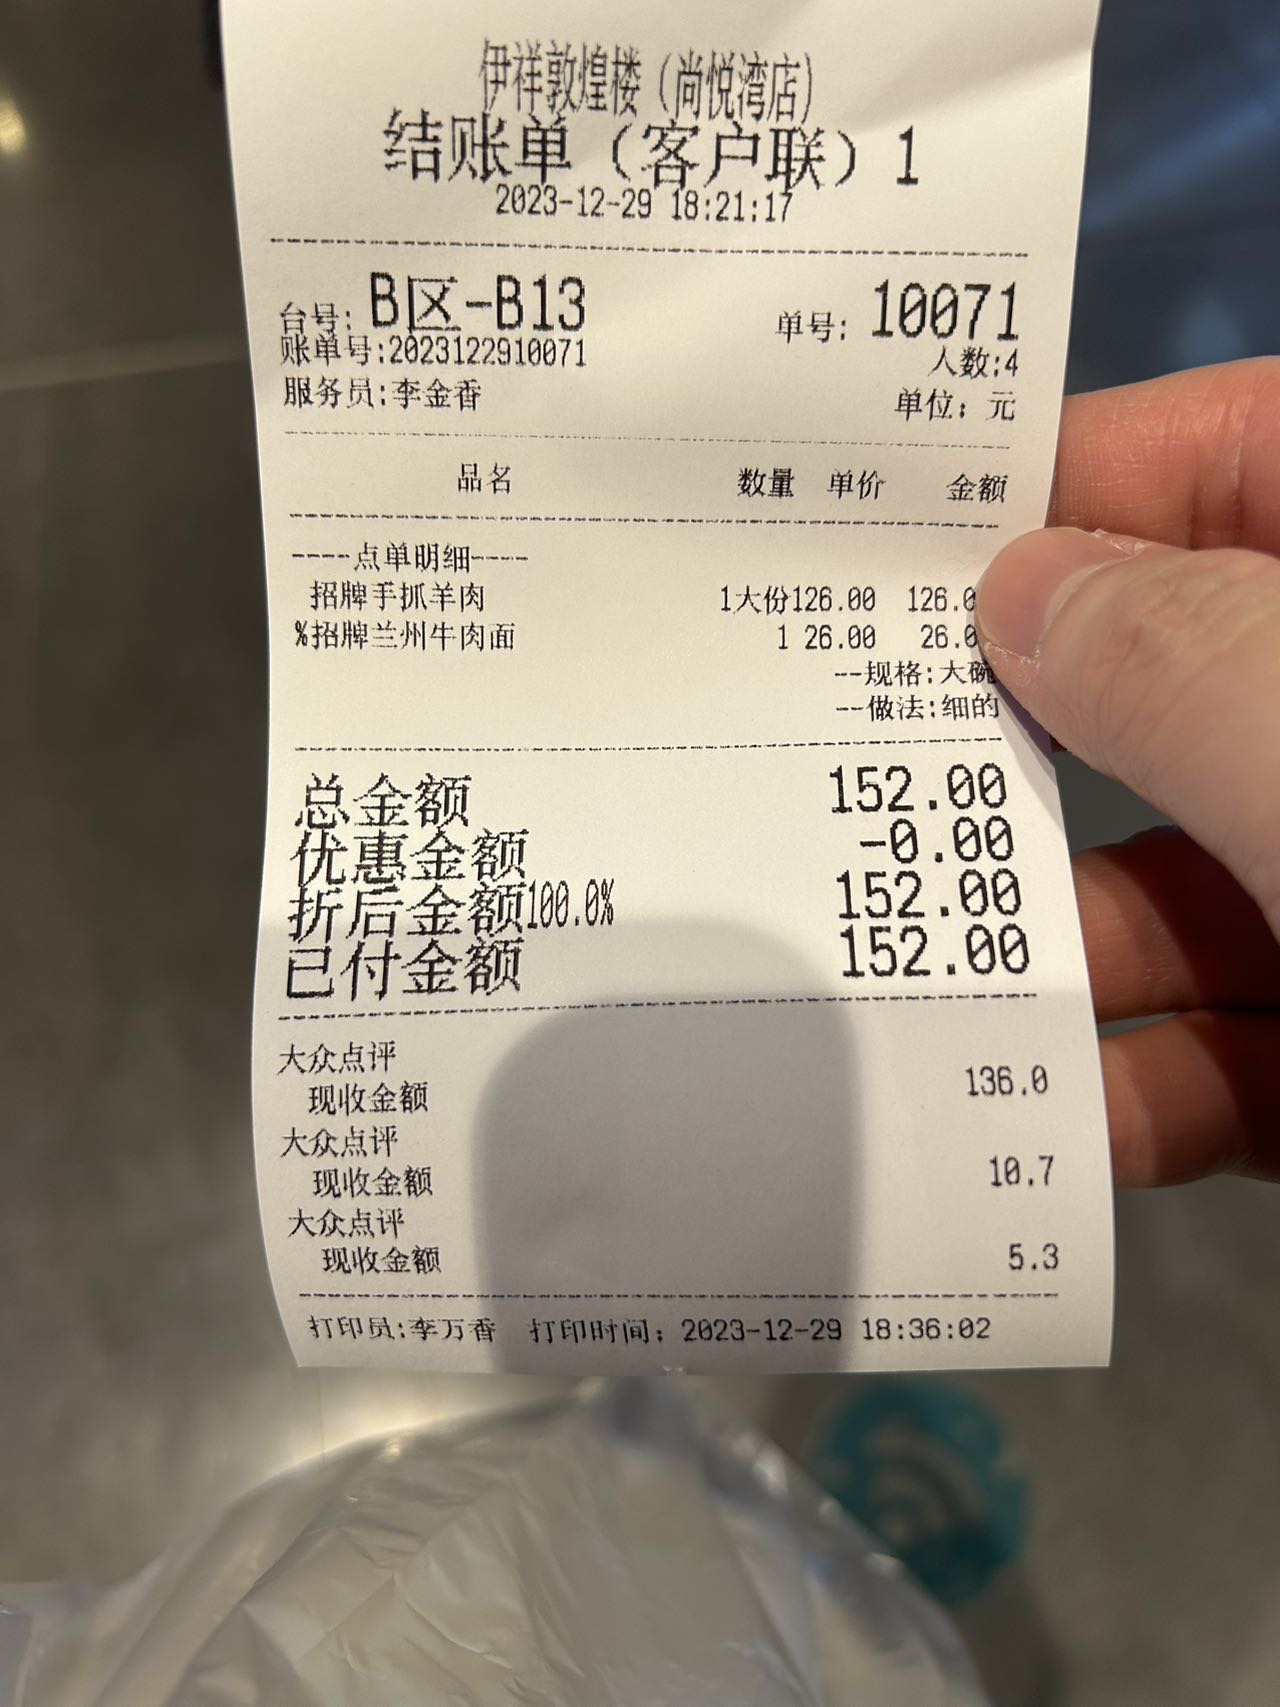 伊祥敦煌楼（尚悦湾店）
结账单（客户联）1
2023-12-29 18:21:17
台号: B区-B13 单号: 10071
账单号:2023122910071 人数:4
服务员:李金香 单位: 元
品名 数量 单价 金额
----点单明细----
招牌手抓羊肉 1大份126.00 126.0
%招牌兰州牛肉面 1 26.00 26.0
--规格:大碗
--做法:细的
总金额 152.00
优惠金额 -0.00
折后金额100.0% 152.00
已付金额 152.00
大众点评
现收金额 136.0
大众点评
现收金额 10.7
大众点评
现收金额 5.3
打印员:李万香 打印时间: 2023-12-29 18:36:02